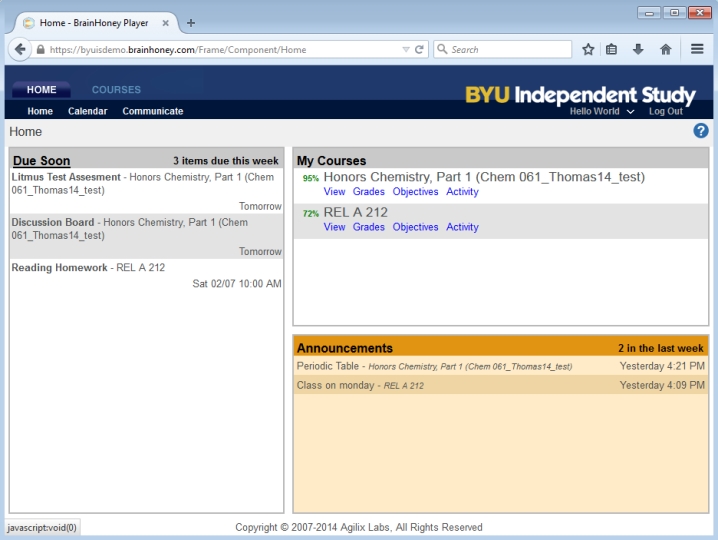 Home - BrainHoney Player
https://byuisdemo.brainhoney.com/Frame/Component/Home
Search
HOME
COURSES
BYU Independent Study
Home
Calendar
Communicate
Hello World
Log Out
Home
?
Due Soon
3 items due this week
Litmus Test Assesment - Honors Chemistry, Part 1 (Chem
061_Thomas14_test)
Tomorrow
Discussion Board - Honors Chemistry, Part 1 (Chem
061_Thomas14_test)
Tomorrow
Reading Homework - REL A 212
Sat 02/07 10:00 AM
My Courses
95% Honors Chemistry, Part 1 (Chem 061_Thomas14_test)
View Grades Objectives Activity
72% REL A 212
View Grades Objectives Activity
Announcements
2 in the last week
Periodic Table - Honors Chemistry, Part 1 (Chem 061_Thomas14_test)
Yesterday 4:21 PM
Class on monday - REL A 212
Yesterday 4:09 PM
javascript:void(0)
Copyright © 2007-2014 Agilix Labs, All Rights Reserved